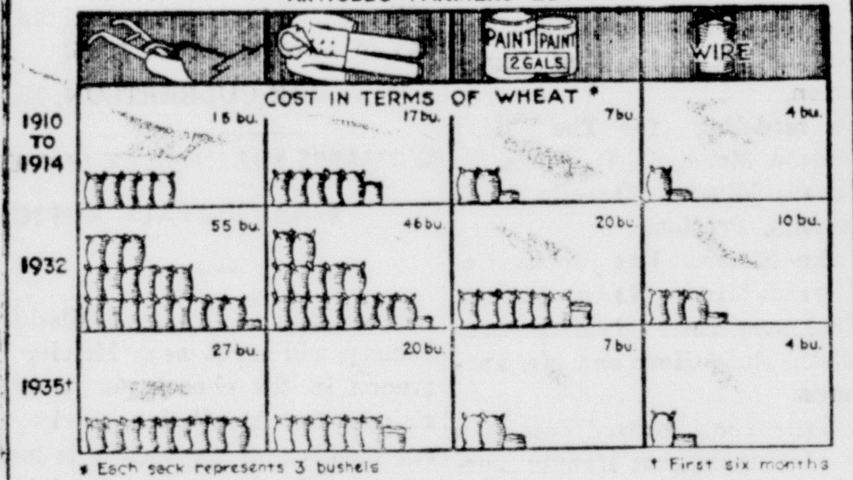 PAINT PAINT
2 GALS.
WIRE
COST IN TERMS OF WHEAT *
1910 TO 1914
15 bu. 17 bu. 7 bu. 4 bu.
1932
55 bu. 46 bu. 20 bu. 10 bu.
1935†
27 bu. 20 bu. 7 bu. 4 bu.
* Each sack represents 3 bushels
† First six months